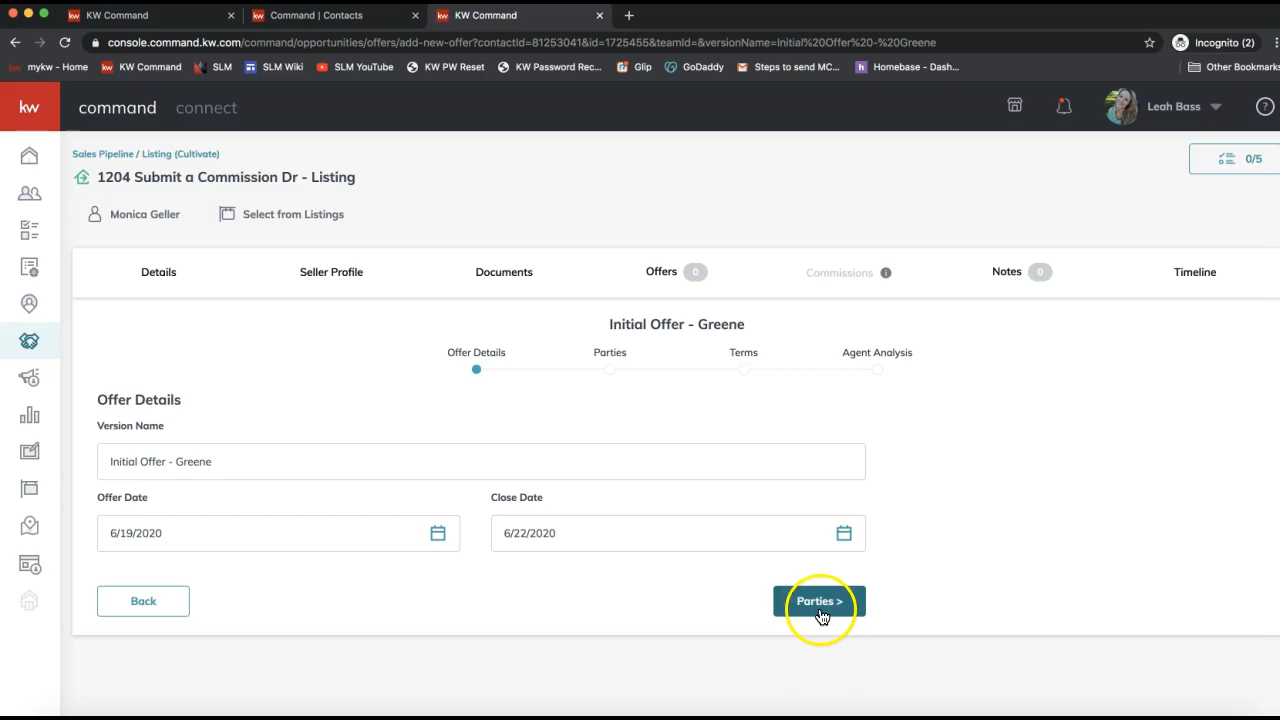 KW Command
Command | Contacts
KW Command
console.command.kw.com/command/opportunities/offers/add-new-offer?contactId=81253041&id=1725455&teamId=&versionName=Initial%20Offer%20-%20Greene
Incognito (2)
mykw - Home
KW Command
SLM
SLM Wiki
SLM YouTube
KW PW Reset
KW Password Rec...
Glip
GoDaddy
Steps to send MC...
Homebase - Dash...
Other Bookmarks
kw
command
connect
Leah Bass
Sales Pipeline / Listing (Cultivate)
1204 Submit a Commission Dr - Listing
0/5
Monica Geller
Select from Listings
Details
Seller Profile
Documents
Offers 0
Commissions
Notes 0
Timeline
Initial Offer - Greene
Offer Details
Parties
Terms
Agent Analysis
Offer Details
Version Name
Initial Offer - Greene
Offer Date
Close Date
6/19/2020
6/22/2020
Back
Parties >